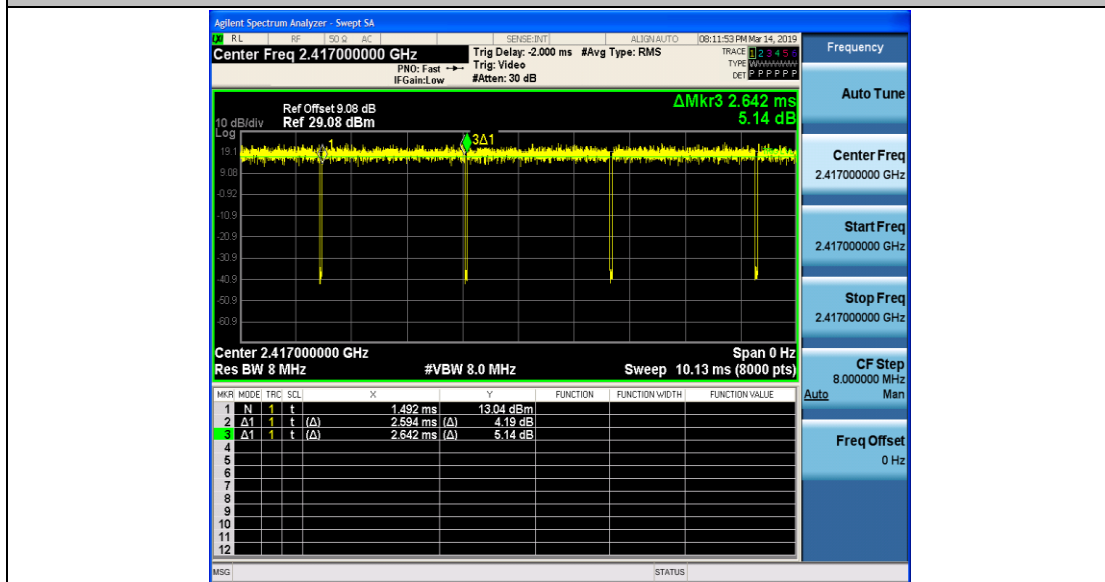 Agilent Spectrum Analyzer - Swept SA
RL RF 50 Ω AC SENSE:INT ALIGN AUTO 08:11:53 PM Mar 14, 2019
Center Freq 2.417000000 GHz
PNO: Fast
IFGain:Low
Trig Delay: -2.000 ms
Trig: Video
#Atten: 30 dB
#Avg Type: RMS
TRACE 1 2 3 4 5 6
TYPE
DET P P P P P P
ΔMkr3 2.642 ms
5.14 dB
Ref Offset 9.08 dB
10 dB/div Ref 29.08 dBm
Log
19.1
9.08
-0.92
-10.9
-20.9
-30.9
-40.9
-50.9
-60.9
1
3Δ1
Center 2.417000000 GHz Span 0 Hz
Res BW 8 MHz #VBW 8.0 MHz Sweep 10.13 ms (8000 pts)
MKR MODE TRC SCL X Y FUNCTION FUNCTION WIDTH FUNCTION VALUE
1 N 1 t 1.492 ms 13.04 dBm
2 Δ1 1 t (Δ) 2.594 ms (Δ) 4.19 dB
3 Δ1 1 t (Δ) 2.642 ms (Δ) 5.14 dB
4
5
6
7
8
9
10
11
12
MSG STATUS
Frequency
Auto Tune
Center Freq
2.417000000 GHz
Start Freq
2.417000000 GHz
Stop Freq
2.417000000 GHz
CF Step
8.000000 MHz
Auto Man
Freq Offset
0 Hz